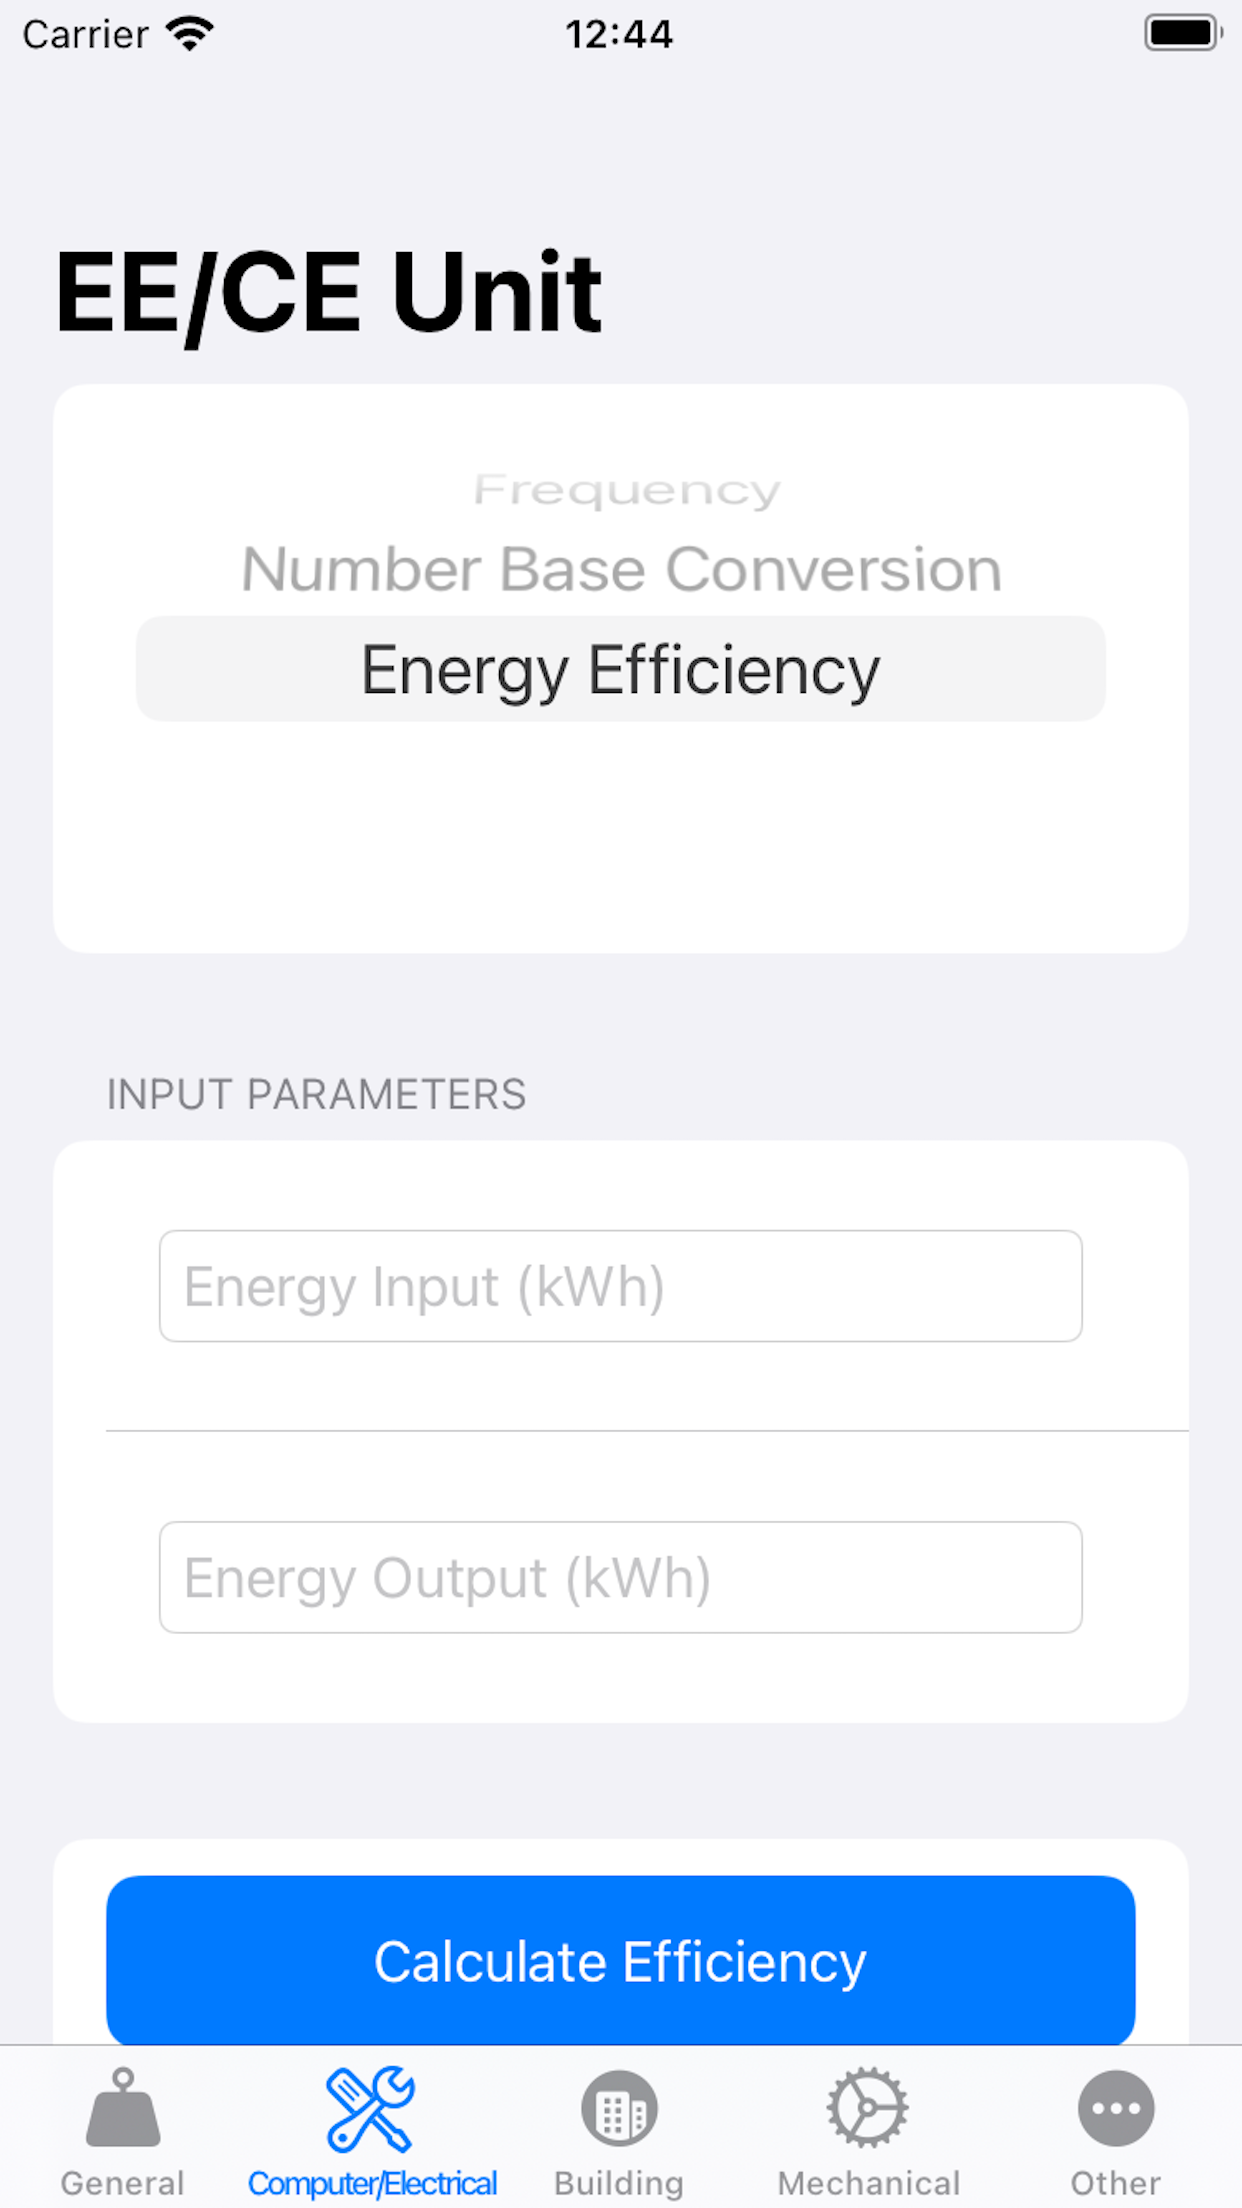 Carrier 12:44
EE/CE Unit
Frequency
Number Base Conversion
Energy Efficiency
INPUT PARAMETERS
Energy Input (kWh)
Energy Output (kWh)
Calculate Efficiency
General Computer/Electrical Building Mechanical Other